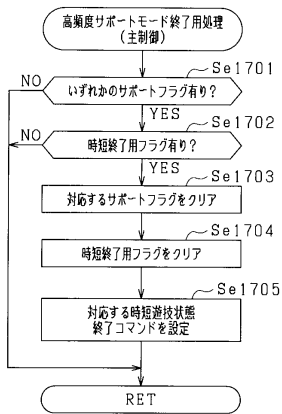 高頻度サポートモード終了用処理
(主制御)
Se1701
NO
いずれかのサポートフラグ有り?
YES
Se1702
NO
時短終了用フラグ有り?
YES
Se1703
対応するサポートフラグをクリア
Se1704
時短終了用フラグをクリア
Se1705
対応する時短遊技状態
終了コマンドを設定
RET